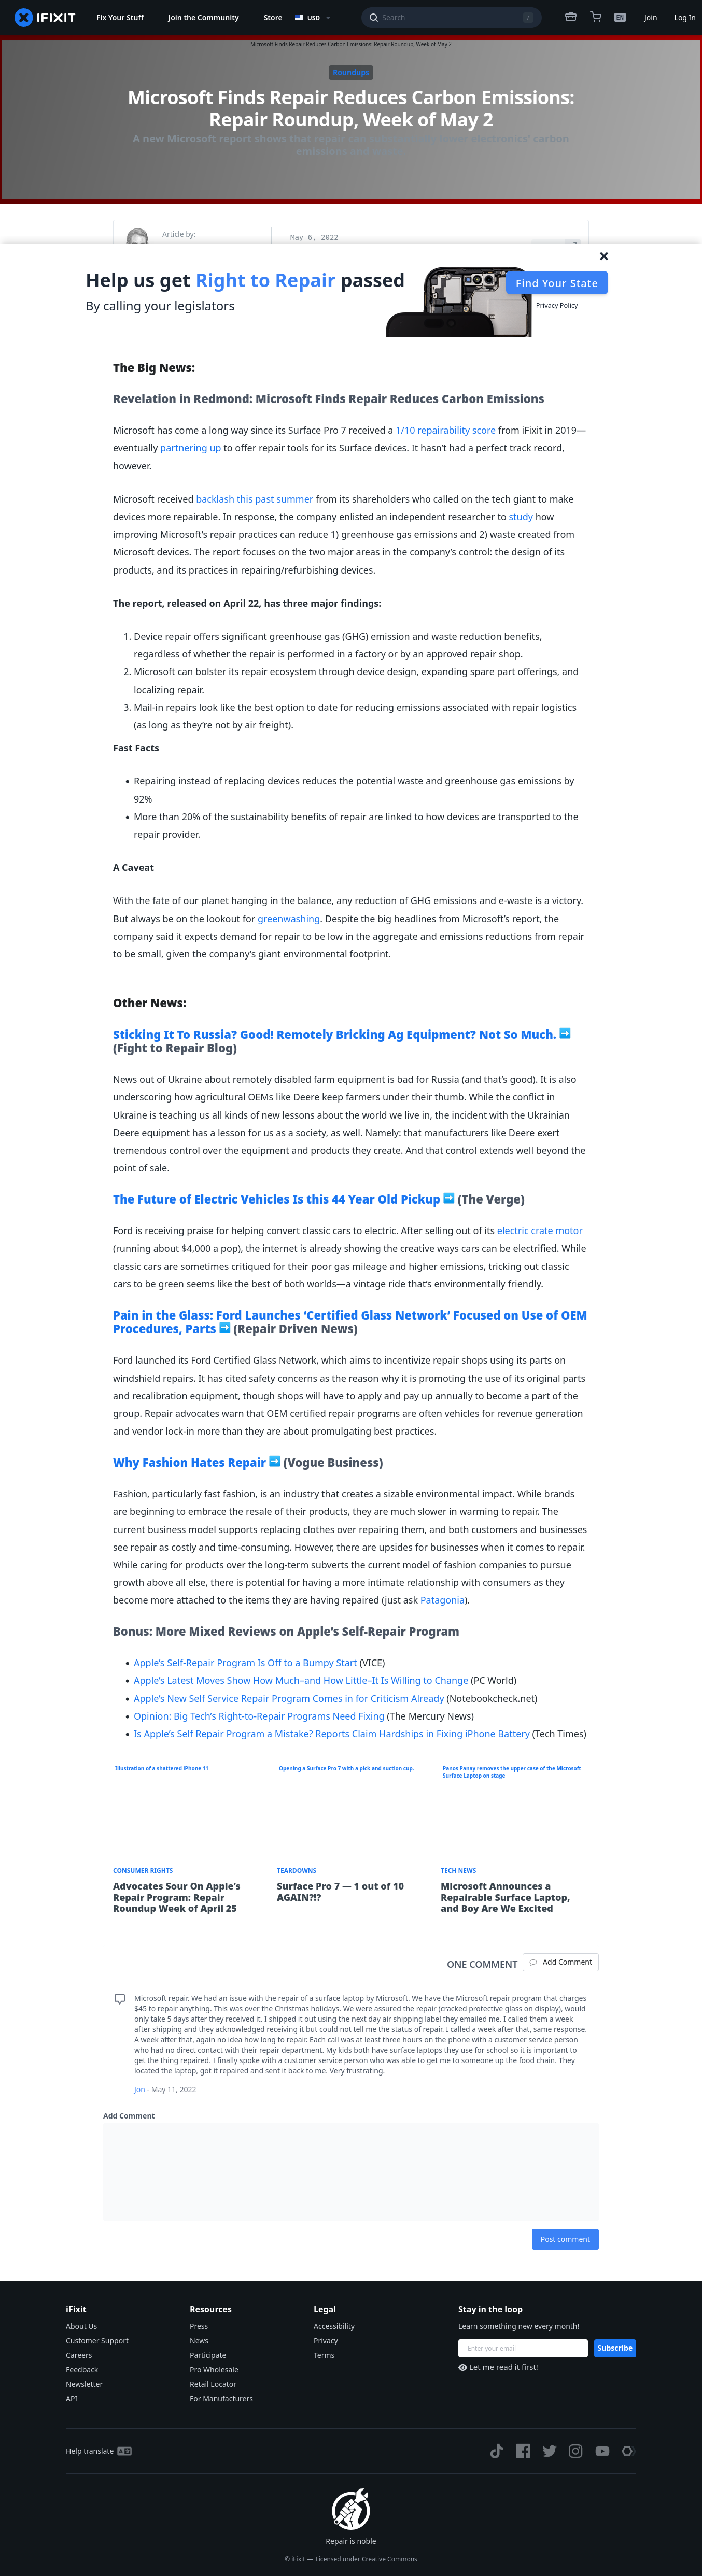 IFIXIT
Fix Your Stuff
Join the Community
Store
USD
Search
/
EN
Join
Log In
Microsoft Finds Repair Reduces Carbon Emissions: Repair Roundup, Week of May 2
Roundups
Microsoft Finds Repair Reduces Carbon Emissions:
Repair Roundup, Week of May 2
A new Microsoft report shows that repair can reduce electronics' carbon
emissions
Article by:
May 6, 2022
Help us get Right to Repair passed
By calling your legislators
Find Your State
Privacy Policy
The Big News:
Revelation in Redmond: Microsoft Finds Repair Reduces Carbon Emissions
Microsoft has come a long way since its Surface Pro 7 received a 1/10 repairability score from iFixit in 2019—
eventually partnering up to offer repair tools for its Surface devices. It hasn’t had a perfect track record,
however.
Microsoft received backlash this past summer from its shareholders who called on the tech giant to make
devices more repairable. In response, the company enlisted an independent researcher to study how
improving Microsoft’s repair practices can reduce 1) greenhouse gas emissions and 2) waste created from
Microsoft devices. The report focuses on the two major areas in the company’s control: the design of its
products, and its practices in repairing/refurbishing devices.
The report, released on April 22, has three major findings:
1. Device repair offers significant greenhouse gas (GHG) emission and waste reduction benefits,
regardless of whether the repair is performed in a factory or by an approved repair shop.
2. Microsoft can bolster its repair ecosystem through device design, expanding spare part offerings, and
localizing repair.
3. Mail-in repairs look like the best option to date for reducing emissions associated with repair logistics
(as long as they’re not by air freight).
Fast Facts
• Repairing instead of replacing devices reduces the potential waste and greenhouse gas emissions by
92%
• More than 20% of the sustainability benefits of repair are linked to how devices are transported to the
repair provider.
A Caveat
With the fate of our planet hanging in the balance, any reduction of GHG emissions and e-waste is a victory.
But always be on the lookout for greenwashing. Despite the big headlines from Microsoft’s report, the
company said it expects demand for repair to be low in the aggregate and emissions reductions from repair
to be small, given the company’s giant environmental footprint.
Other News:
Sticking It To Russia? Good! Remotely Bricking Ag Equipment? Not So Much. ➡
(Fight to Repair Blog)
News out of Ukraine about remotely disabled farm equipment is bad for Russia (and that’s good). It is also
underscoring how agricultural OEMs like Deere keep farmers under their thumb. While the conflict in
Ukraine is teaching us all kinds of new lessons about the world we live in, the incident with the Ukrainian
Deere equipment has a lesson for us as a society, as well. Namely: that manufacturers like Deere exert
tremendous control over the equipment and products they create. And that control extends well beyond the
point of sale.
The Future of Electric Vehicles Is this 44 Year Old Pickup ➡ (The Verge)
Ford is receiving praise for helping convert classic cars to electric. After selling out of its electric crate motor
(running about $4,000 a pop), the internet is already showing the creative ways cars can be electrified. While
classic cars are sometimes critiqued for their poor gas mileage and higher emissions, tricking out classic
cars to be green seems like the best of both worlds—a vintage ride that’s environmentally friendly.
Pain in the Glass: Ford Launches ‘Certified Glass Network’ Focused on Use of OEM
Procedures, Parts ➡ (Repair Driven News)
Ford launched its Ford Certified Glass Network, which aims to incentivize repair shops using its parts on
windshield repairs. It has cited safety concerns as the reason why it is promoting the use of its original parts
and recalibration equipment, though shops will have to apply and pay up annually to become a part of the
group. Repair advocates warn that OEM certified repair programs are often vehicles for revenue generation
and vendor lock-in more than they are about promulgating best practices.
Why Fashion Hates Repair ➡ (Vogue Business)
Fashion, particularly fast fashion, is an industry that creates a sizable environmental impact. While brands
are beginning to embrace the resale of their products, they are much slower in warming to repair. The
current business model supports replacing clothes over repairing them, and both customers and businesses
see repair as costly and time-consuming. However, there are upsides for businesses when it comes to repair.
While caring for products over the long-term subverts the current model of fashion companies to pursue
growth above all else, there is potential for having a more intimate relationship with consumers as they
become more attached to the items they are having repaired (just ask Patagonia).
Bonus: More Mixed Reviews on Apple’s Self-Repair Program
• Apple’s Self-Repair Program Is Off to a Bumpy Start (VICE)
• Apple’s Latest Moves Show How Much–and How Little–It Is Willing to Change (PC World)
• Apple’s New Self Service Repair Program Comes in for Criticism Already (Notebookcheck.net)
• Opinion: Big Tech’s Right-to-Repair Programs Need Fixing (The Mercury News)
• Is Apple’s Self Repair Program a Mistake? Reports Claim Hardships in Fixing iPhone Battery (Tech Times)
Illustration of a shattered iPhone 11
Opening a Surface Pro 7 with a pick and suction cup.
Panos Panay removes the upper case of the Microsoft
Surface Laptop on stage
CONSUMER RIGHTS
Advocates Sour On Apple’s
Repair Program: Repair
Roundup Week of April 25
TEARDOWNS
Surface Pro 7 — 1 out of 10
AGAIN?!?
TECH NEWS
Microsoft Announces a
Repairable Surface Laptop,
and Boy Are We Excited
ONE COMMENT
Add Comment
Microsoft repair. We had an issue with the repair of a surface laptop by Microsoft. We have the Microsoft repair program that charges
$45 to repair anything. This was over the Christmas holidays. We were assured the repair (cracked protective glass on display), would
only take 5 days after they received it. I shipped it out using the next day air shipping label they emailed me. I called them a week
after shipping and they acknowledged receiving it but could not tell me the status of repair. I called a week after that, same response.
A week after that, again no idea how long to repair. Each call was at least three hours on the phone with a customer service person
who had no direct contact with their repair department. My kids both have surface laptops they use for school so it is important to
get the thing repaired. I finally spoke with a customer service person who was able to get me to someone up the food chain. They
located the laptop, got it repaired and sent it back to me. Very frustrating.
Jon - May 11, 2022
Add Comment
Post comment
iFixit
About Us
Customer Support
Careers
Feedback
Newsletter
API
Resources
Press
News
Participate
Pro Wholesale
Retail Locator
For Manufacturers
Legal
Accessibility
Privacy
Terms
Stay in the loop
Learn something new every month!
Enter your email
Subscribe
Let me read it first!
Help translate
Repair is noble
© iFixit — Licensed under Creative Commons